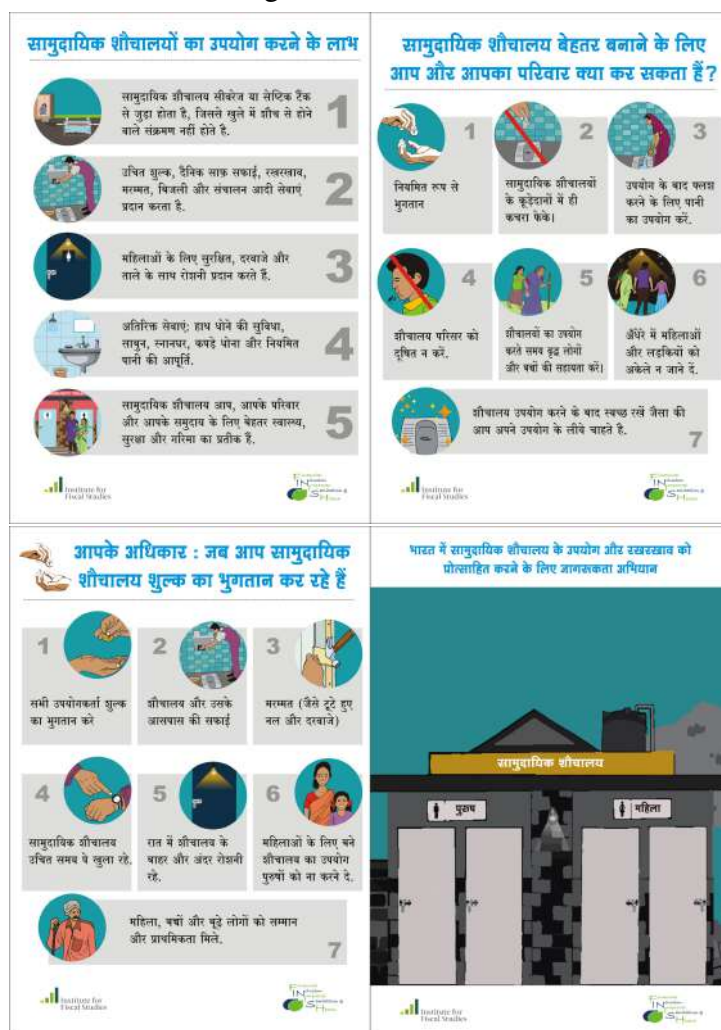 सामुदायिक शौचालयों का उपयोग करने के लाभ
सामुदायिक शौचालय सीवरेज या सेप्टिक टैंक
से जुड़ा होता है, जिससे खुले में शौच से होने
वाले संक्रमण नहीं होते है.
1
उचित शुल्क, दैनिक साफ़ सफाई, रखरखाव,
मरम्मत, बिजली और संचालन आदी सेवाएं
प्रदान करता है.
2
महिलाओं के लिए सुरक्षित, दरवाजे और
ताले के साथ रोशनी प्रदान करते हैं.
3
अतिरिक्त सेवाएं: हाथ धोने की सुविधा,
साबुन, स्नानघर, कपड़े धोना और नियमित
पानी की आपूर्ति.
4
सामुदायिक शौचालय आप, आपके परिवार
और आपके समुदाय के लिए बेहतर स्वास्थ्य,
सुरक्षा और गरिमा का प्रतीक हैं.
5
Institute for
Fiscal Studies
सामुदायिक शौचालय बेहतर बनाने के लिए
आप और आपका परिवार क्या कर सकता हैं?
1
नियमित रूप से
भुगतान
2
सामुदायिक शौचालयों
के कूड़ेदानों में ही
कचरा फेंके।
3
उपयोग के बाद फ्लश
करने के लिए पानी
का उपयोग करें.
4
शौचालय परिसर को
दूषित न करें.
5
शौचालयों का उपयोग
करते समय वृद्ध लोगों
और बच्चों की सहायता करें।
6
अँधेरे में महिलाओं
और लड़कियों को
अकेले न जाने दें.
शौचालय उपयोग करने के बाद स्वच्छ रखें जैसा की
आप अपने उपयोग के लीये चाहते है.
7
Institute for
Fiscal Studies
आपके अधिकार : जब आप सामुदायिक
शौचालय शुल्क का भुगतान कर रहे हैं
1
सभी उपयोगकर्ता शुल्क
का भुगतान करे
2
शौचालय और उसके
आसपास की सफाई
3
मरम्मत (जैसे टूटे हुए
नल और दरवाजे)
4
सामुदायिक शौचालय
उचित समय पे खुला रहे.
5
रात में शौचालय के
बाहर और अंदर रोशनी
रहे.
6
महिलाओं के लिए बने
शौचालय का उपयोग
पुरुषों को ना करने दे.
महिला, बच्चों और बूढ़े लोगों को सम्मान
और प्राथमिकता मिले.
7
Institute for
Fiscal Studies
भारत में सामुदायिक शौचालय के उपयोग और रखरखाव को
प्रोत्साहित करने के लिए जागरूकता अभियान
सामुदायिक शौचालय
पुरुष
महिला
Institute for
Fiscal Studies